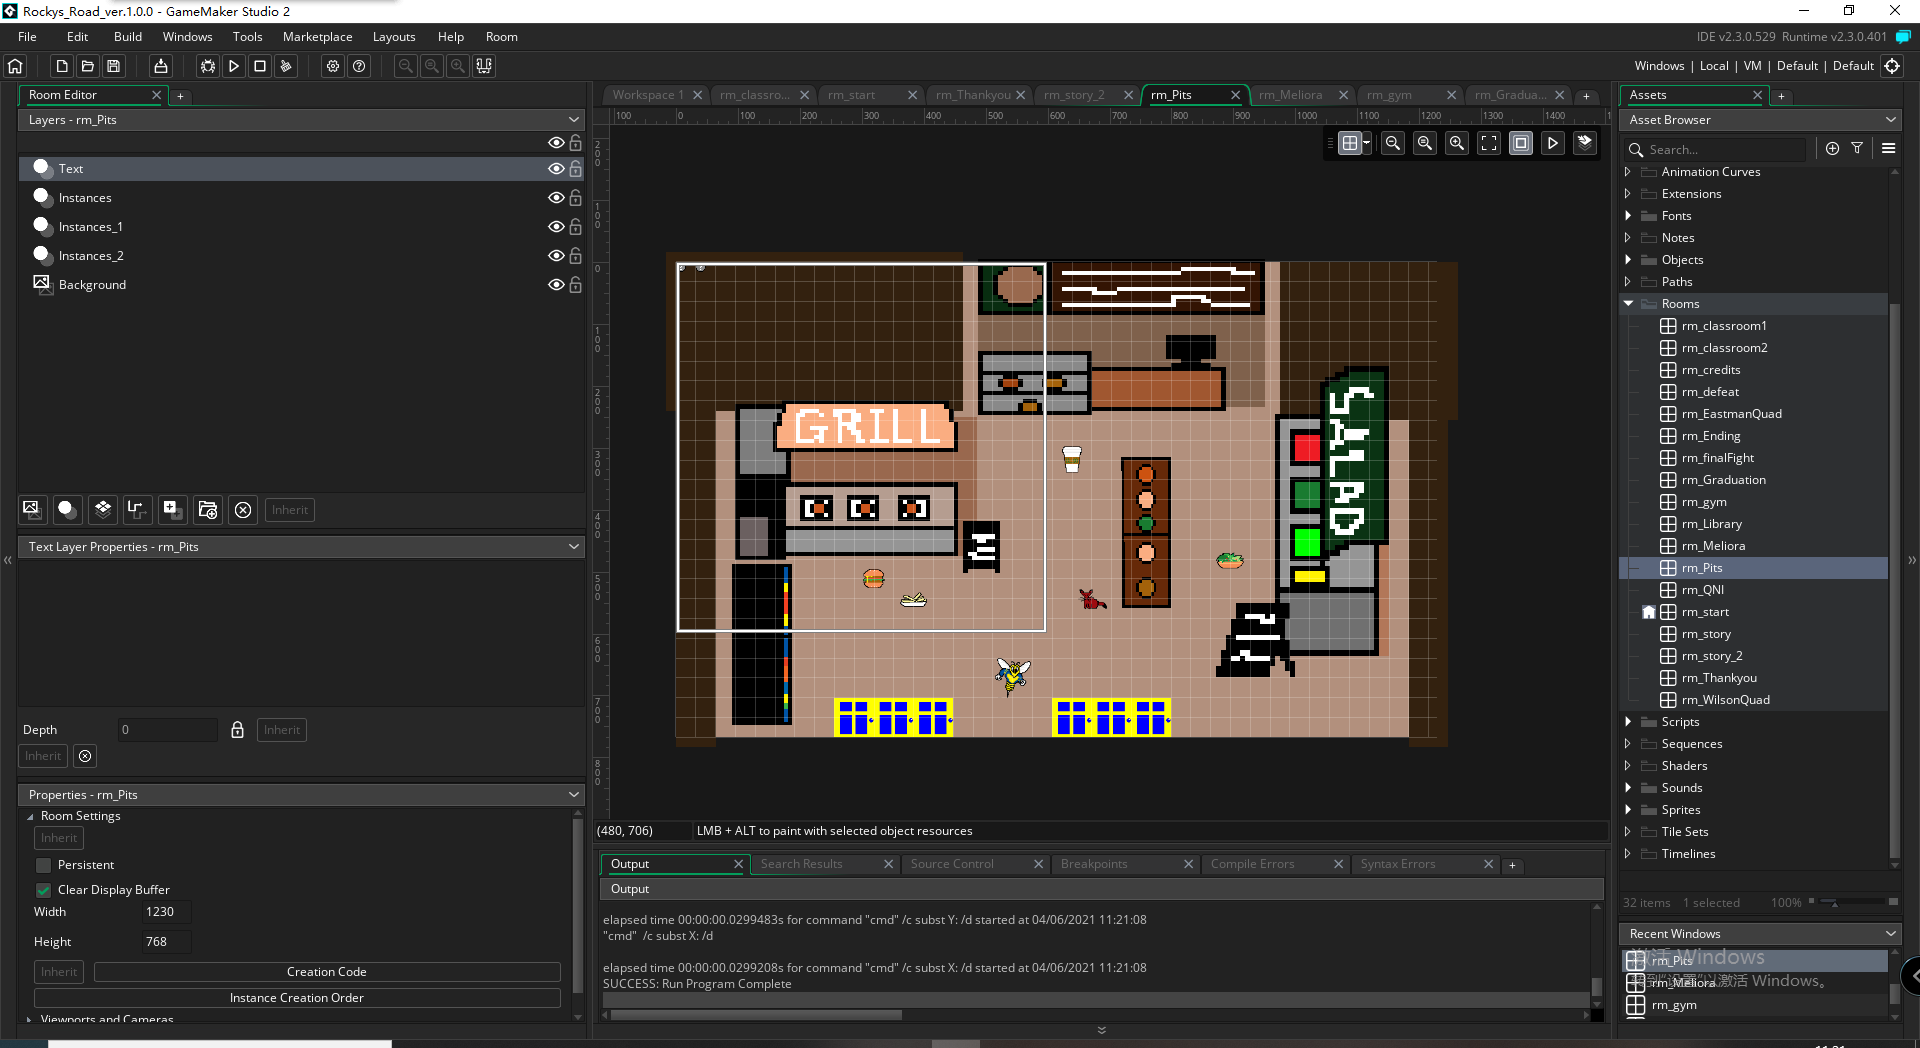 Rockys_Road_ver.1.0.0 - GameMaker Studio 2
File Edit Build Windows Tools Marketplace Layouts Help Room
IDE v2.3.0.529 Runtime v2.3.0.401
Windows | Local | VM | Default | Default
Room Editor
Layers - rm_Pits
Text
Instances
Instances_1
Instances_2
Background
Inherit
Text Layer Properties - rm_Pits
Depth 0 Inherit
Inherit
Properties - rm_Pits
Room Settings
Inherit
Persistent
Clear Display Buffer
Width 1230
Height 768
Inherit Creation Code
Instance Creation Order
Viewports and Cameras
Workspace 1 rm_classro... rm_start rm_Thankyou rm_story_2 rm_Pits rm_Meliora rm_gym rm_Gradua...
100 0 100 200 300 400 500 600 700 800 900 1000 1100 1200 1300 1400
200
100
0
100
200
300
400
500
600
700
800
GRILL
SALAD
(480, 706) LMB + ALT to paint with selected object resources
Output Search Results Source Control Breakpoints Compile Errors Syntax Errors
Output
elapsed time 00:00:00.0299483s for command "cmd" /c subst Y: /d started at 04/06/2021 11:21:08
"cmd" /c subst X: /d
elapsed time 00:00:00.0299208s for command "cmd" /c subst X: /d started at 04/06/2021 11:21:08
SUCCESS: Run Program Complete
Assets
Asset Browser
Search...
Animation Curves
Extensions
Fonts
Notes
Objects
Paths
Rooms
rm_classroom1
rm_classroom2
rm_credits
rm_defeat
rm_EastmanQuad
rm_Ending
rm_finalFight
rm_Graduation
rm_gym
rm_Library
rm_Meliora
rm_Pits
rm_QNI
rm_start
rm_story
rm_story_2
rm_Thankyou
rm_WilsonQuad
Scripts
Sequences
Shaders
Sounds
Sprites
Tile Sets
Timelines
32 items 1 selected 100%
Recent Windows
rm_Pits
rm_Meliora
rm_gym
激活 Windows
转到"设置"以激活 Windows。